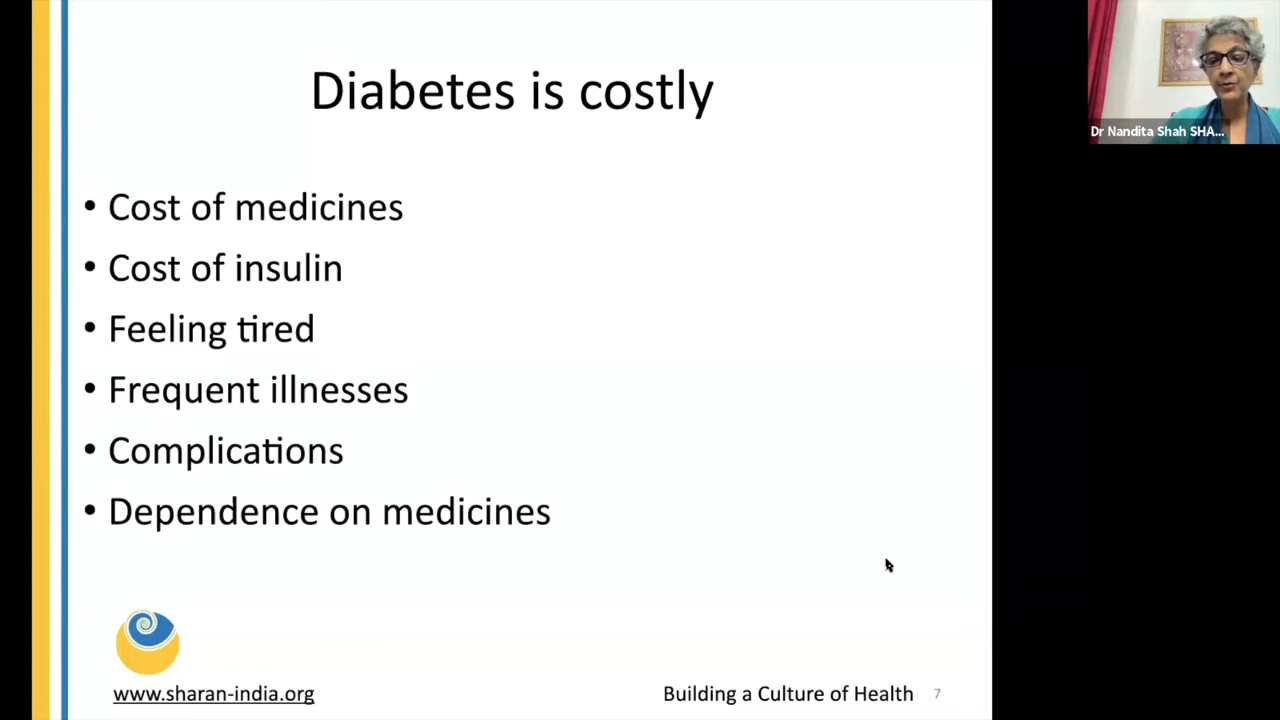 Diabetes is costly
• Cost of medicines
• Cost of insulin
• Feeling tired
• Frequent illnesses
• Complications
• Dependence on medicines
www.sharan-india.org
Building a Culture of Health 7
Dr Nandita Shah SHA...